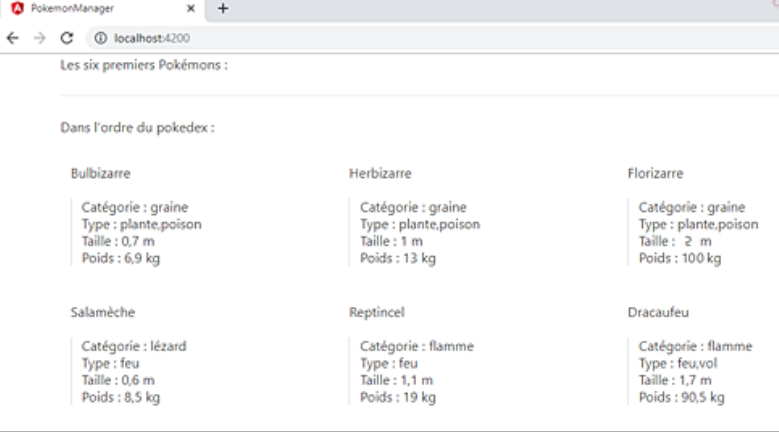 PokemonManager
localhost:4200
Les six premiers Pokémons :
Dans l'ordre du pokedex :
Bulbizarre
Catégorie : graine
Type : plante,poison
Taille : 0,7 m
Poids : 6,9 kg
Herbizarre
Catégorie : graine
Type : plante,poison
Taille : 1 m
Poids : 13 kg
Florizarre
Catégorie : graine
Type : plante,poison
Taille : 2 m
Poids : 100 kg
Salamèche
Catégorie : lézard
Type : feu
Taille : 0,6 m
Poids : 8,5 kg
Reptincel
Catégorie : flamme
Type : feu
Taille : 1,1 m
Poids : 19 kg
Dracaufeu
Catégorie : flamme
Type : feu,vol
Taille : 1,7 m
Poids : 90,5 kg